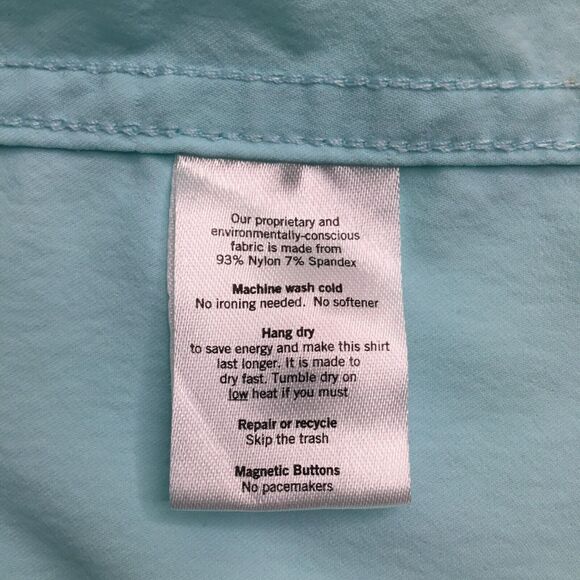 Our proprietary and
environmentally-conscious
fabric is made from
93% Nylon 7% Spandex
Machine wash cold
No ironing needed. No softener
Hang dry
to save energy and make this shirt
last longer. It is made to
dry fast. Tumble dry on
low heat if you must
Repair or recycle
Skip the trash
Magnetic Buttons
No pacemakers